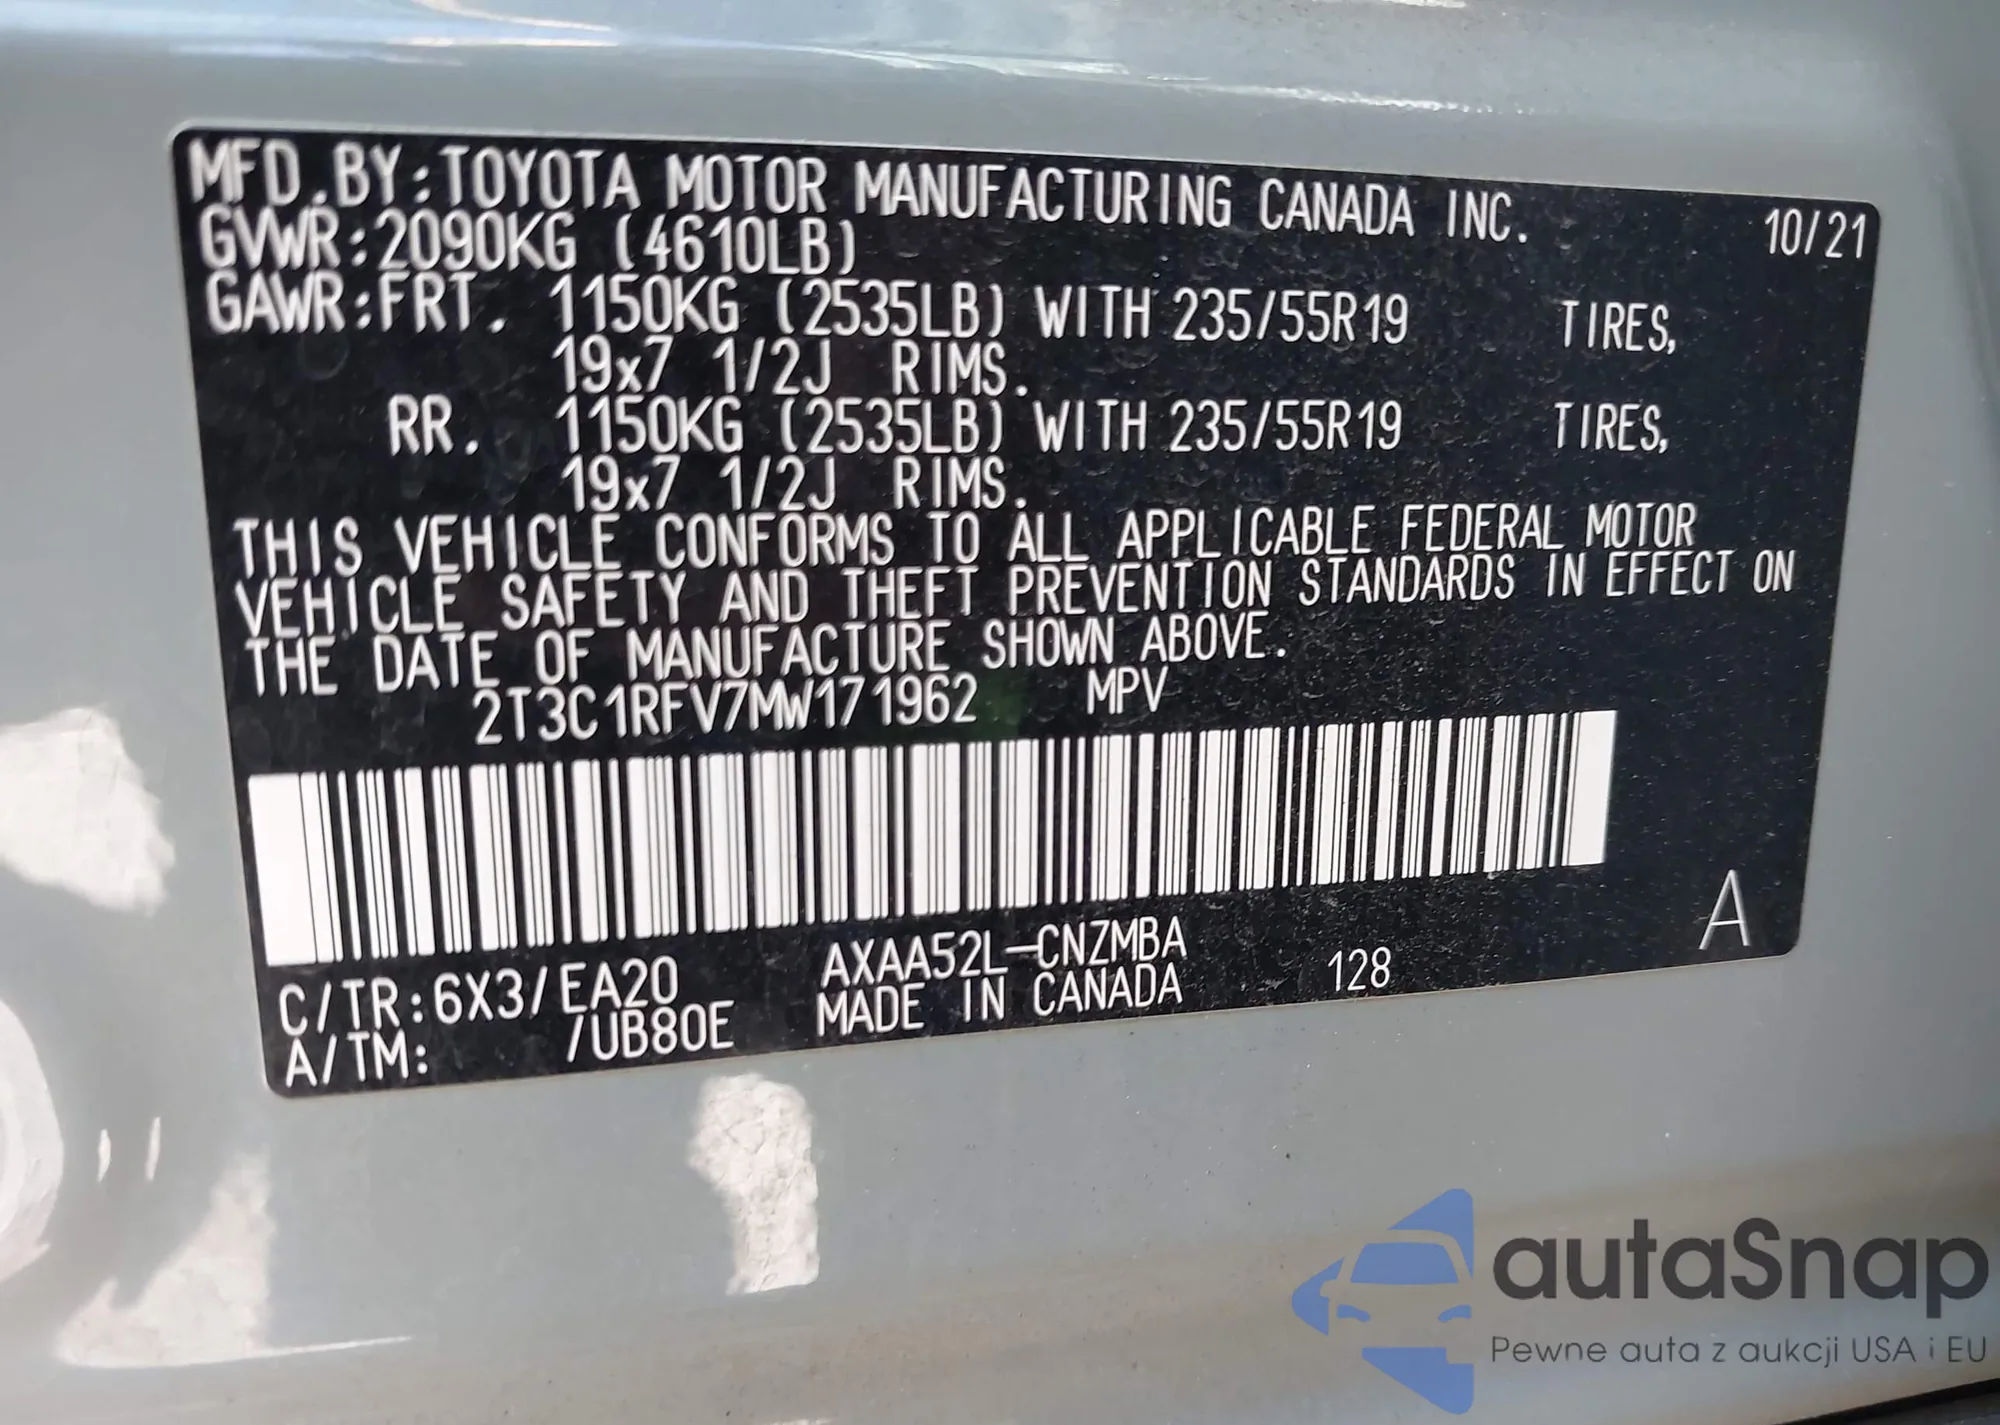 MFD.BY:TOYOTA MOTOR MANUFACTURING CANADA INC. 10/21
GVWR:2090KG (4610LB)
GAWR:FRT. 1150KG (2535LB) WITH 235/55R19 TIRES,
19x7 1/2J RIMS.
RR. 1150KG (2535LB) WITH 235/55R19 TIRES,
19x7 1/2J RIMS.
THIS VEHICLE CONFORMS TO ALL APPLICABLE FEDERAL MOTOR
VEHICLE SAFETY AND THEFT PREVENTION STANDARDS IN EFFECT ON
THE DATE OF MANUFACTURE SHOWN ABOVE.
2T3C1RFV7MW171962 MPV
A
C/TR:6X3/EA20 AXAA52L-CNZMBA
A/TM: /UB80E MADE IN CANADA 128
autaSnap
Pewne auta z aukcji USA i EU